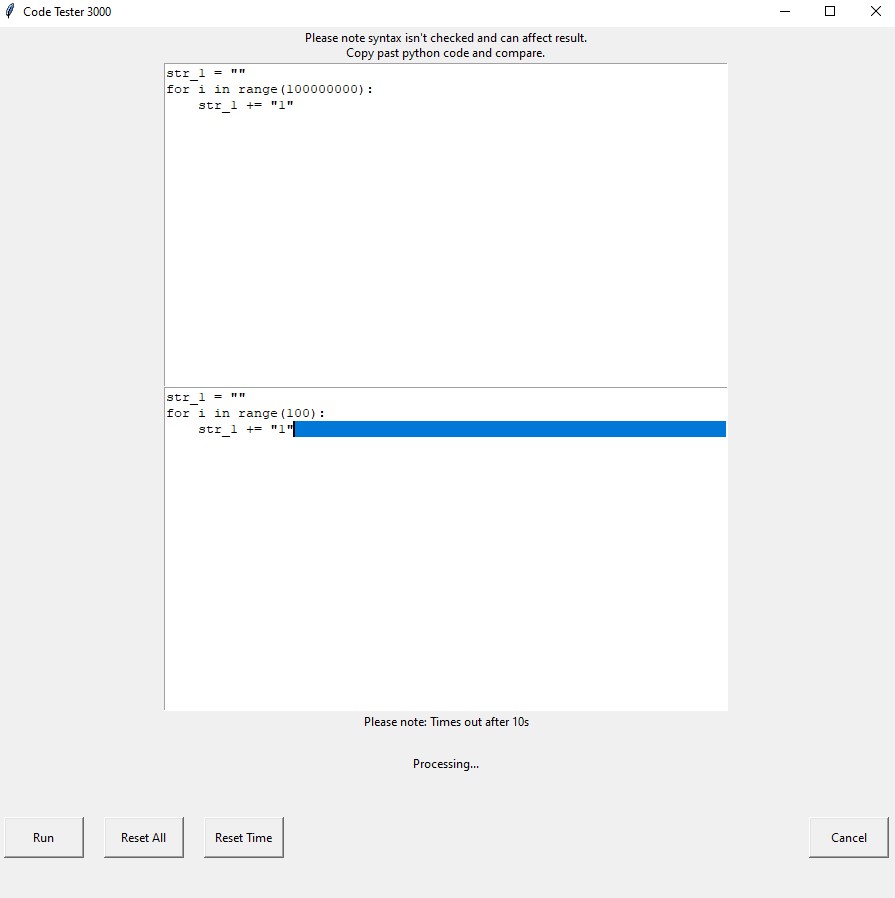 Code Tester 3000
Please note syntax isn't checked and can affect result.
Copy past python code and compare.
str_1 = ""
for i in range(100000000):
    str_1 += "1"
str_1 = ""
for i in range(100):
    str_1 += "1"
Please note: Times out after 10s
Processing...
Run
Reset All
Reset Time
Cancel